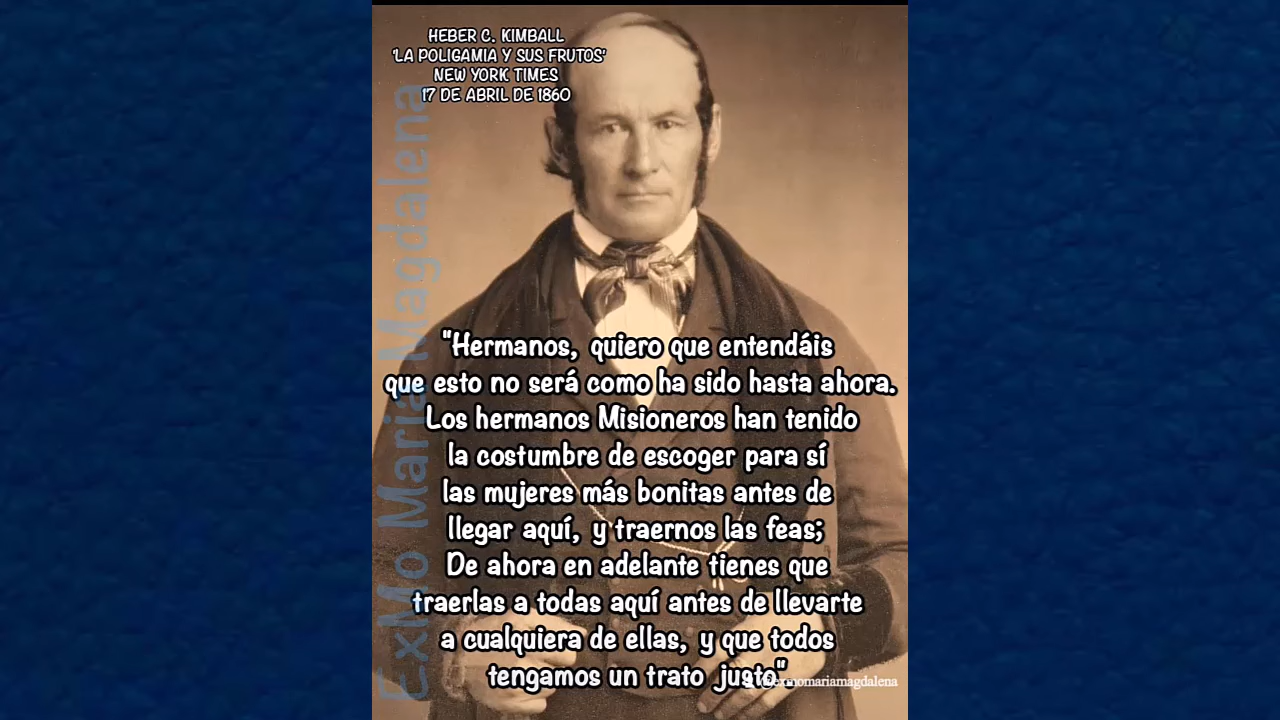 HEBER C. KIMBALL
'LA POLIGAMIA Y SUS FRUTOS'
NEW YORK TIMES
17 DE ABRIL DE 1860
ExMo Maria Magdalena
"Hermanos, quiero que entendáis
que esto no será como ha sido hasta ahora.
Los hermanos Misioneros han tenido
la costumbre de escoger para sí
las mujeres más bonitas antes de
llegar aquí, y traernos las feas;
De ahora en adelante tienes que
traerlas a todas aquí antes de llevarte
a cualquiera de ellas, y que todos
tengamos un trato justo"
exmomariamagdalena